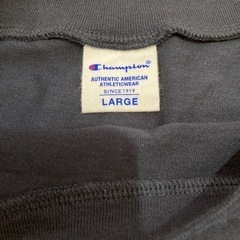 Champion
AUTHENTIC AMERICAN
ATHLETICWEAR
SINCE 1919
LARGE